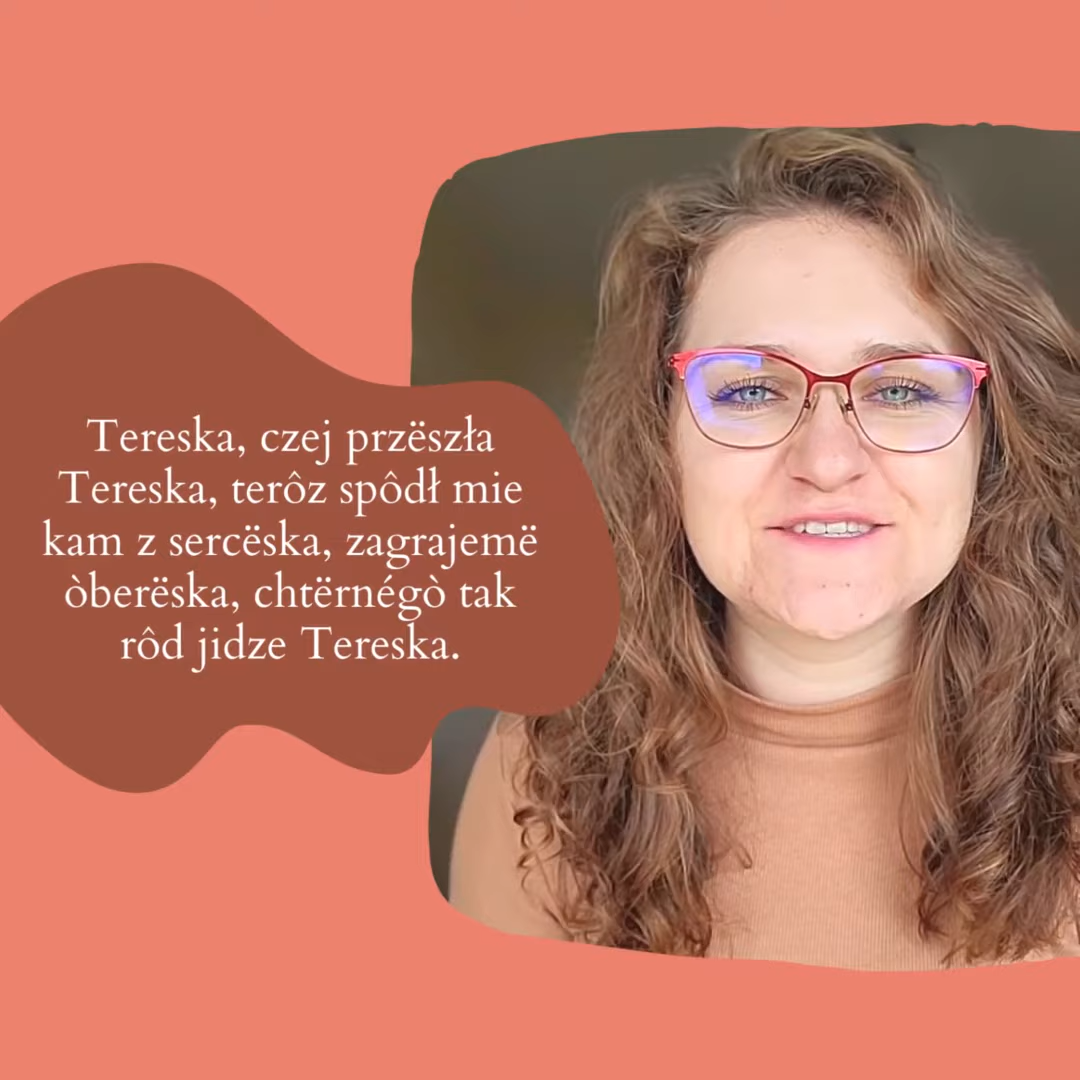 Tereska, czej przëszła
Tereska, terôz spôdł mie
kam z sercëska, zagrajemë
òberëska, chtërnégò tak
rôd jidze Tereska.